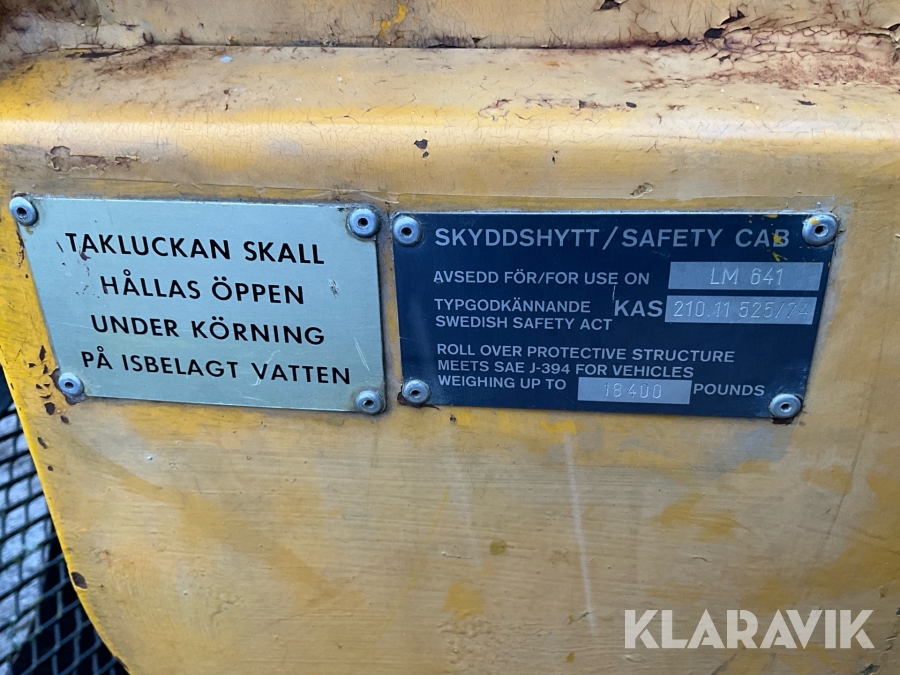 TAKLUCKAN SKALL
HÅLLAS ÖPPEN
UNDER KÖRNING
PÅ ISBELAGT VATTEN
SKYDDSHYTT/SAFETY CAB
AVSEDD FÖR/FOR USE ON LM 641
TYPGODKÄNNANDE
SWEDISH SAFETY ACT
KAS 210.11 525/74
ROLL OVER PROTECTIVE STRUCTURE
MEETS SAE J-394 FOR VEHICLES
WEIGHING UP TO 18400 POUNDS
KLARAVIK